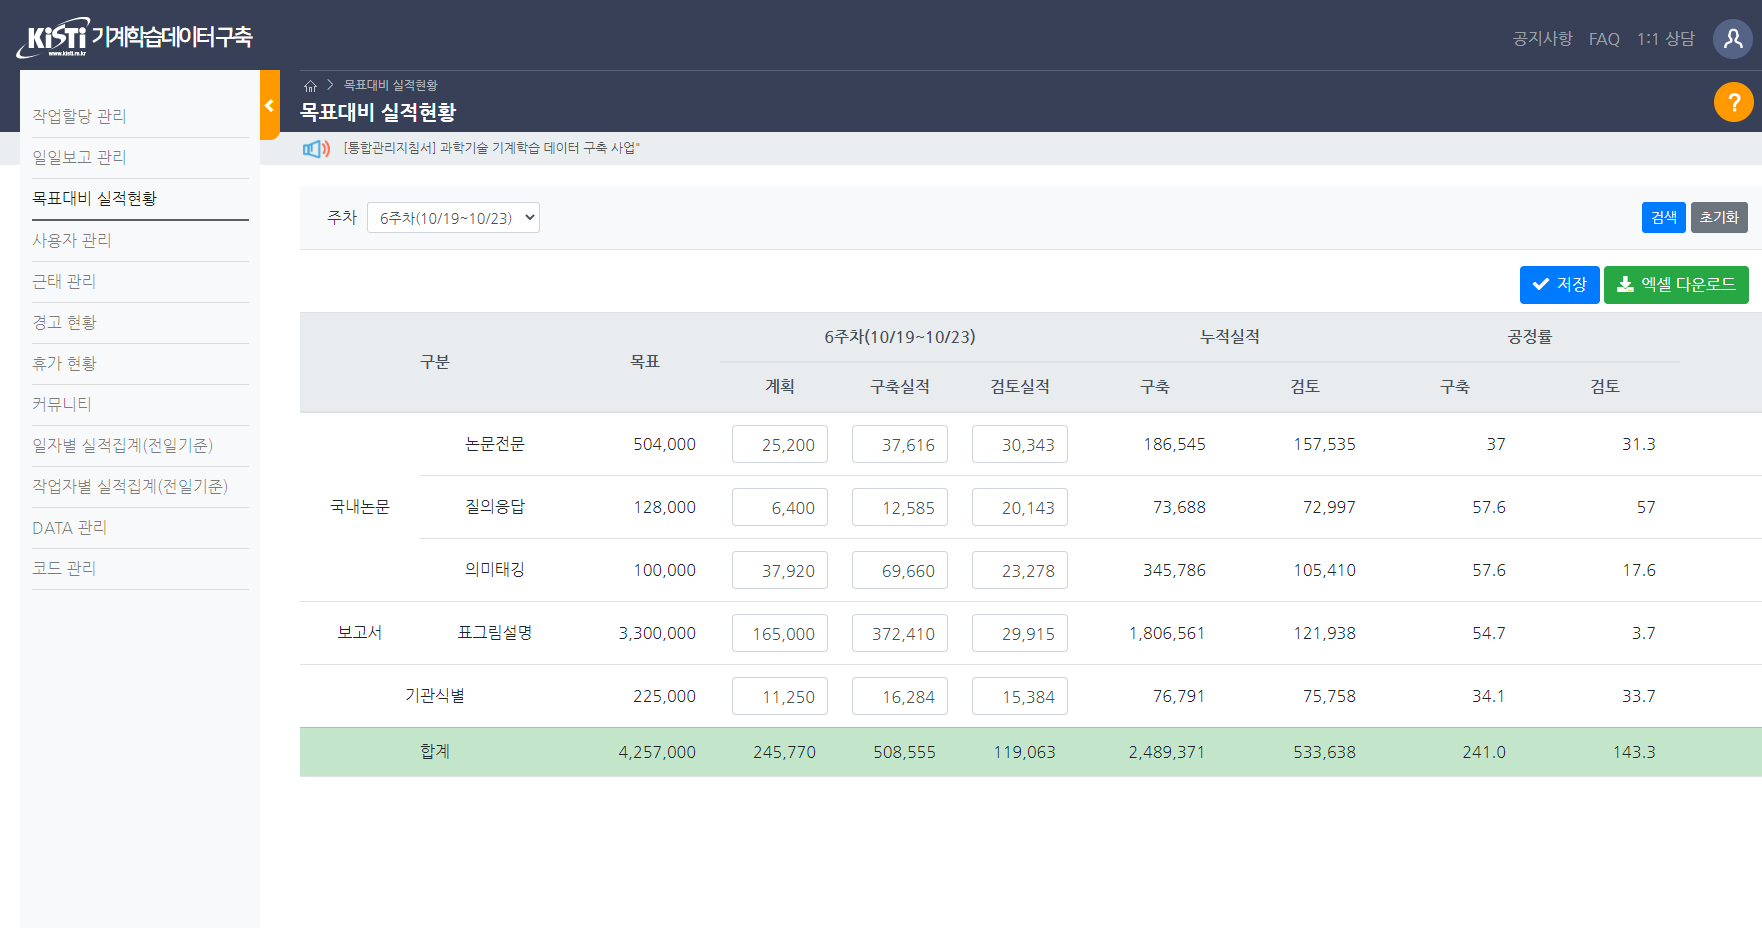 KiSTi 기계학습데이터 구축
www.kisti.re.kr
공지사항 FAQ 1:1 상담
작업할당 관리
일일보고 관리
목표대비 실적현황
사용자 관리
근태 관리
경고 현황
휴가 현황
커뮤니티
일자별 실적집계(전일기준)
작업자별 실적집계(전일기준)
DATA 관리
코드 관리
목표대비 실적현황
목표대비 실적현황
?
[통합관리지침서] 과학기술 기계학습 데이터 구축 사업"
주차 6주차(10/19~10/23) 검색 초기화
저장 엑셀 다운로드
구분 목표 6주차(10/19~10/23) 누적실적 공정률
계획 구축실적 검토실적 구축 검토 구축 검토
국내논문 논문전문 504,000 25,200 37,616 30,343 186,545 157,535 37 31.3
질의응답 128,000 6,400 12,585 20,143 73,688 72,997 57.6 57
의미태깅 100,000 37,920 69,660 23,278 345,786 105,410 57.6 17.6
보고서 표그림설명 3,300,000 165,000 372,410 29,915 1,806,561 121,938 54.7 3.7
기관식별 225,000 11,250 16,284 15,384 76,791 75,758 34.1 33.7
합계 4,257,000 245,770 508,555 119,063 2,489,371 533,638 241.0 143.3